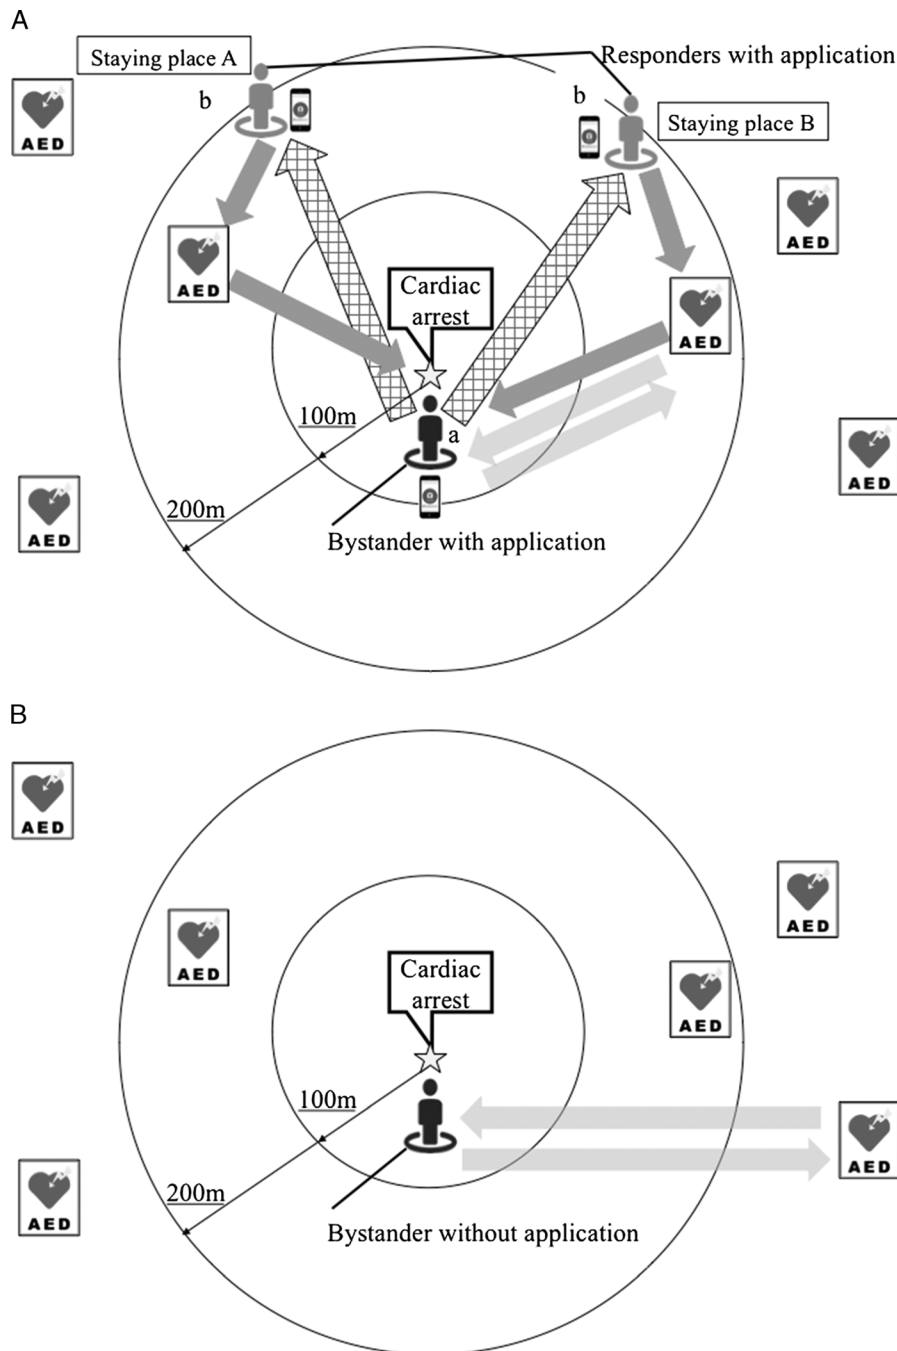 A
Staying place A
Responders with application
b
b
Staying place B
AED
AED
AED
AED
Cardiac
arrest
100m
a
AED
200m
AED
Bystander with application
B
AED
AED
AED
Cardiac
arrest
AED
100m
AED
200m
AED
Bystander without application